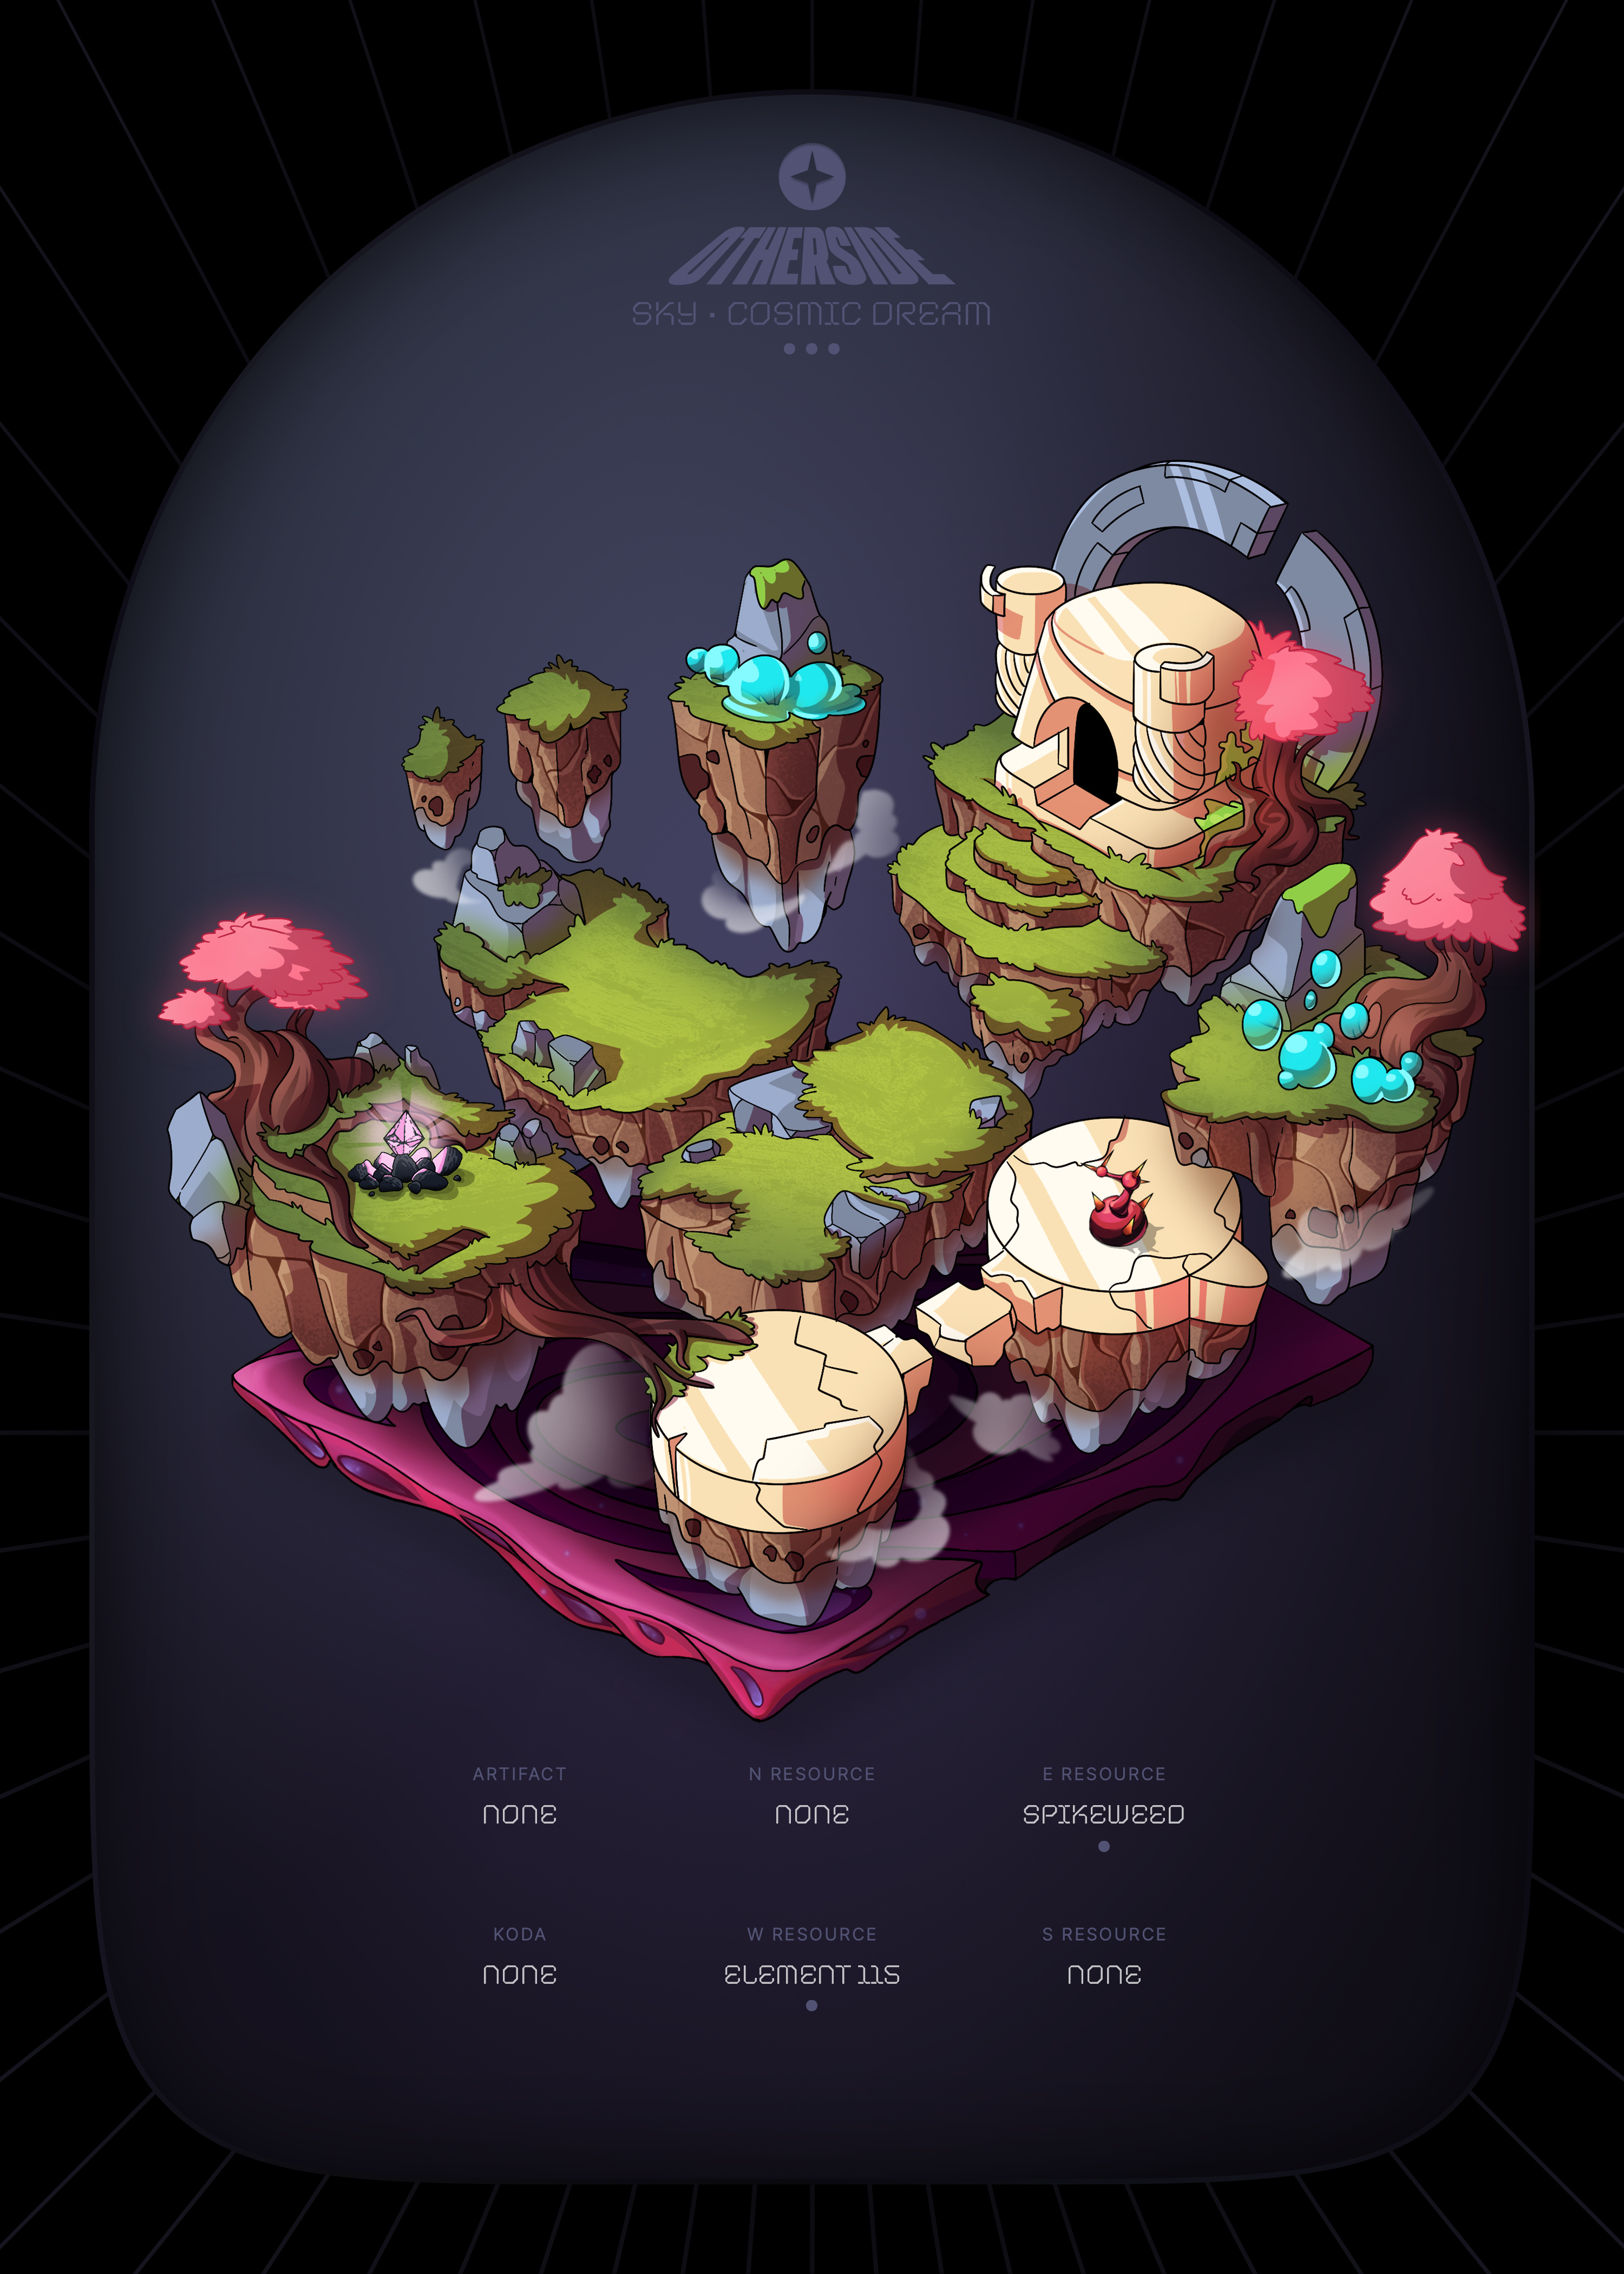 OTHERSIDE
SKY · COSMIC DREAM
ARTIFACT
NONE
N RESOURCE
NONE
E RESOURCE
SPIKEWEED
KODA
NONE
W RESOURCE
ELEMENT 115
S RESOURCE
NONE